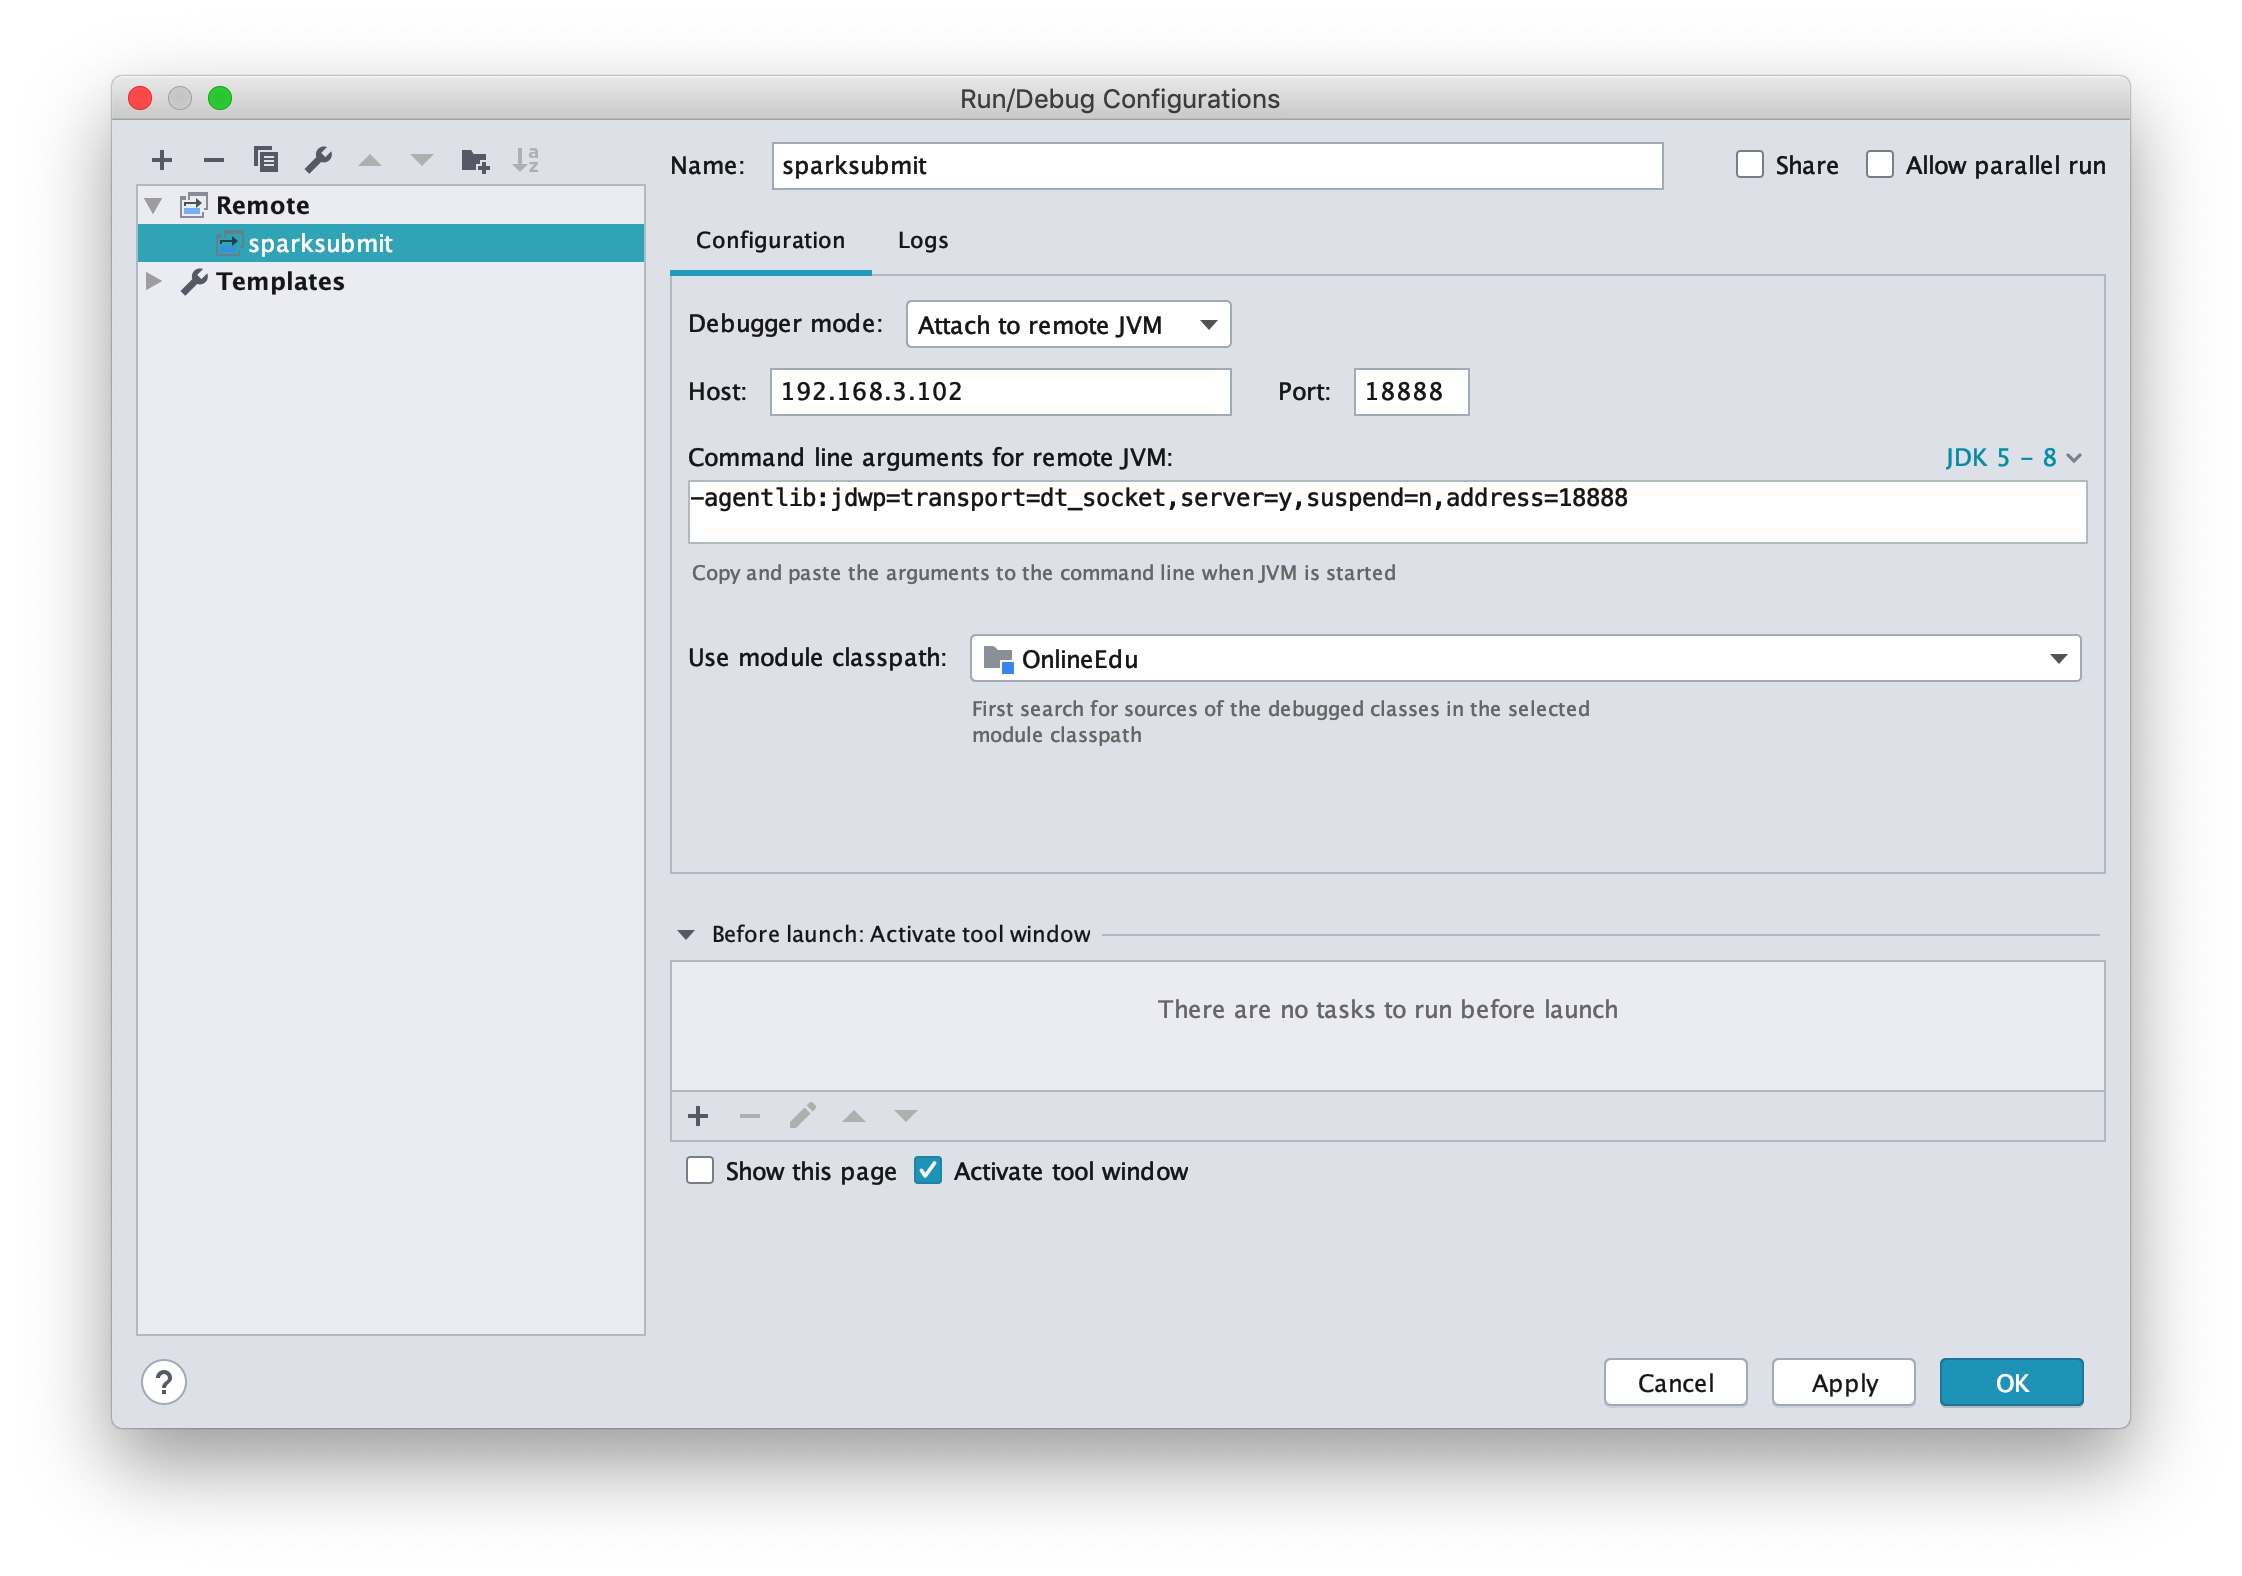 Run/Debug Configurations
Remote
sparksubmit
Templates
Name: sparksubmit
Share
Allow parallel run
Configuration
Logs
Debugger mode: Attach to remote JVM
Host: 192.168.3.102
Port: 18888
Command line arguments for remote JVM:
JDK 5 – 8
-agentlib:jdwp=transport=dt_socket,server=y,suspend=n,address=18888
Copy and paste the arguments to the command line when JVM is started
Use module classpath: OnlineEdu
First search for sources of the debugged classes in the selected
module classpath
Before launch: Activate tool window
There are no tasks to run before launch
Show this page
Activate tool window
?
Cancel
Apply
OK